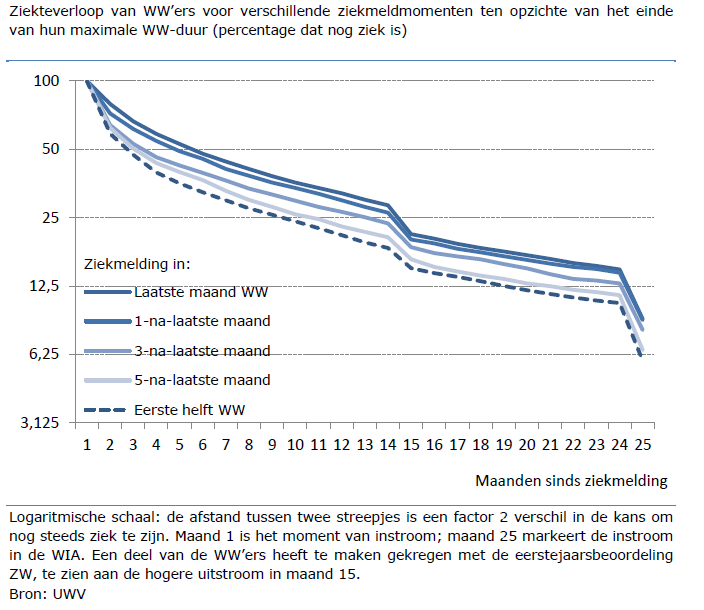 Ziekteverloop van WW’ers voor verschillende ziekmeldmomenten ten opzichte van het einde
van hun maximale WW-duur (percentage dat nog ziek is)
100
50
25
12,5
6,25
3,125
Ziekmelding in:
Laatste maand WW
1-na-laatste maand
3-na-laatste maand
5-na-laatste maand
Eerste helft WW
1 2 3 4 5 6 7 8 9 10 11 12 13 14 15 16 17 18 19 20 21 22 23 24 25
Maanden sinds ziekmelding
Logaritmische schaal: de afstand tussen twee streepjes is een factor 2 verschil in de kans om
nog steeds ziek te zijn. Maand 1 is het moment van instroom; maand 25 markeert de instroom
in de WIA. Een deel van de WW’ers heeft te maken gekregen met de eerstejaarsbeoordeling
ZW, te zien aan de hogere uitstroom in maand 15.
Bron: UWV